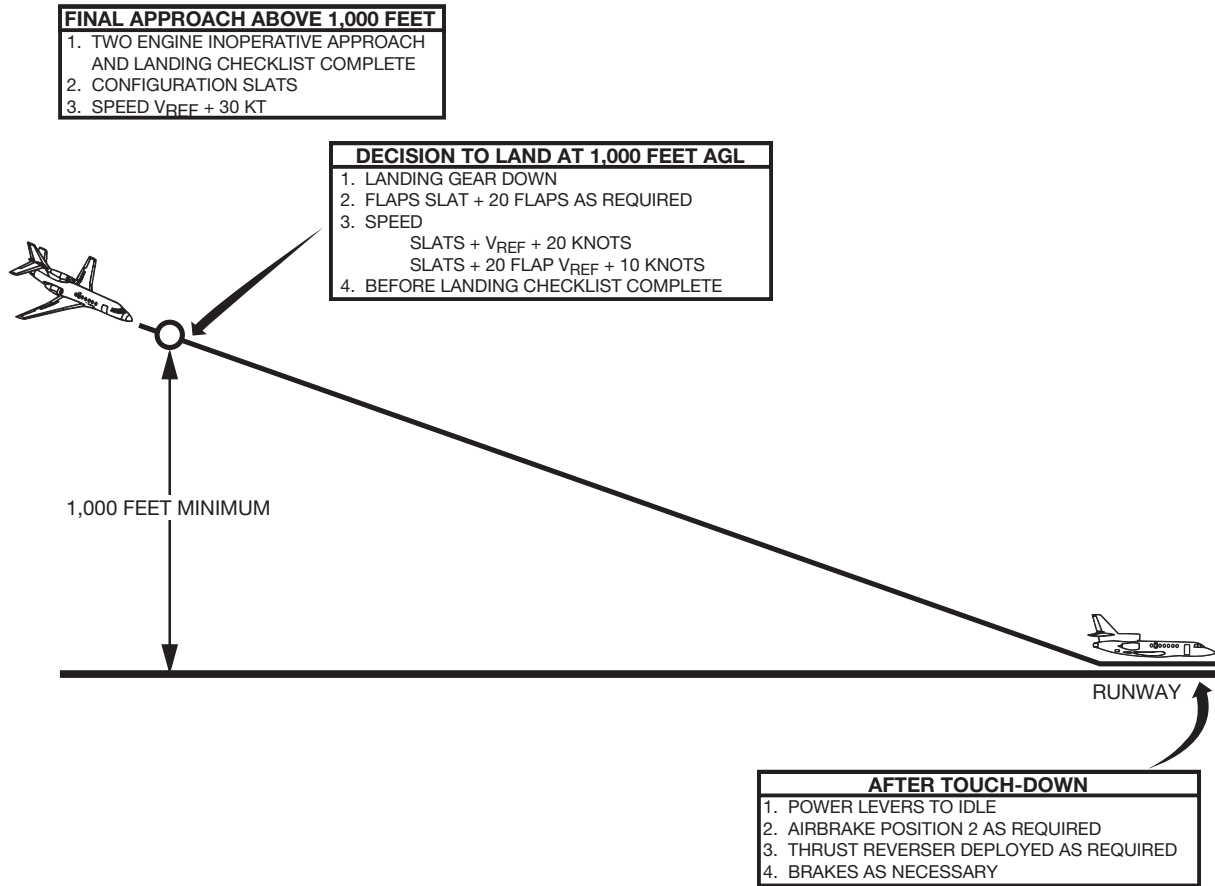 FINAL APPROACH ABOVE 1,000 FEET
1. TWO ENGINE INOPERATIVE APPROACH
AND LANDING CHECKLIST COMPLETE
2. CONFIGURATION SLATS
3. SPEED VREF + 30 KT
DECISION TO LAND AT 1,000 FEET AGL
1. LANDING GEAR DOWN
2. FLAPS SLAT + 20 FLAPS AS REQUIRED
3. SPEED
SLATS + VREF + 20 KNOTS
SLATS + 20 FLAP VREF + 10 KNOTS
4. BEFORE LANDING CHECKLIST COMPLETE
1,000 FEET MINIMUM
RUNWAY
AFTER TOUCH-DOWN
1. POWER LEVERS TO IDLE
2. AIRBRAKE POSITION 2 AS REQUIRED
3. THRUST REVERSER DEPLOYED AS REQUIRED
4. BRAKES AS NECESSARY